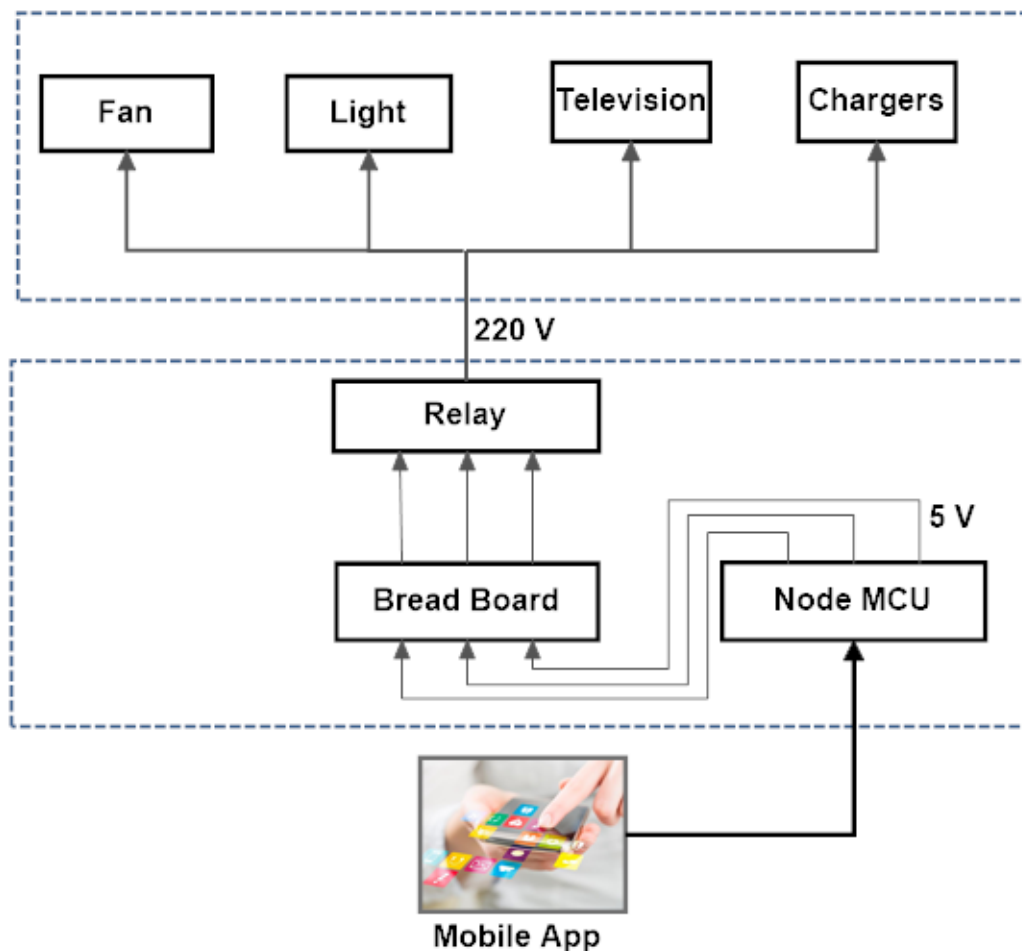 Fan
Light
Television
Chargers
220 V
Relay
5 V
Bread Board
Node MCU
Mobile App